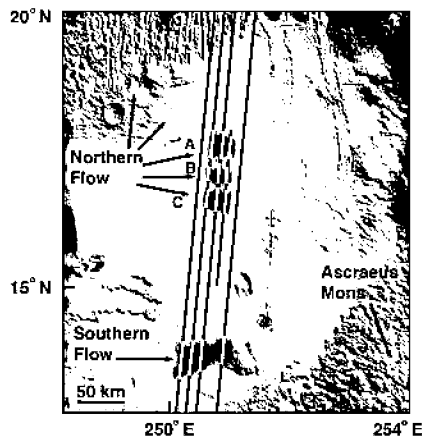 20° N
A
Northern
Flow
B
C
Ascraeus
Mons
15° N
Southern
Flow
50 km
250° E
254° E